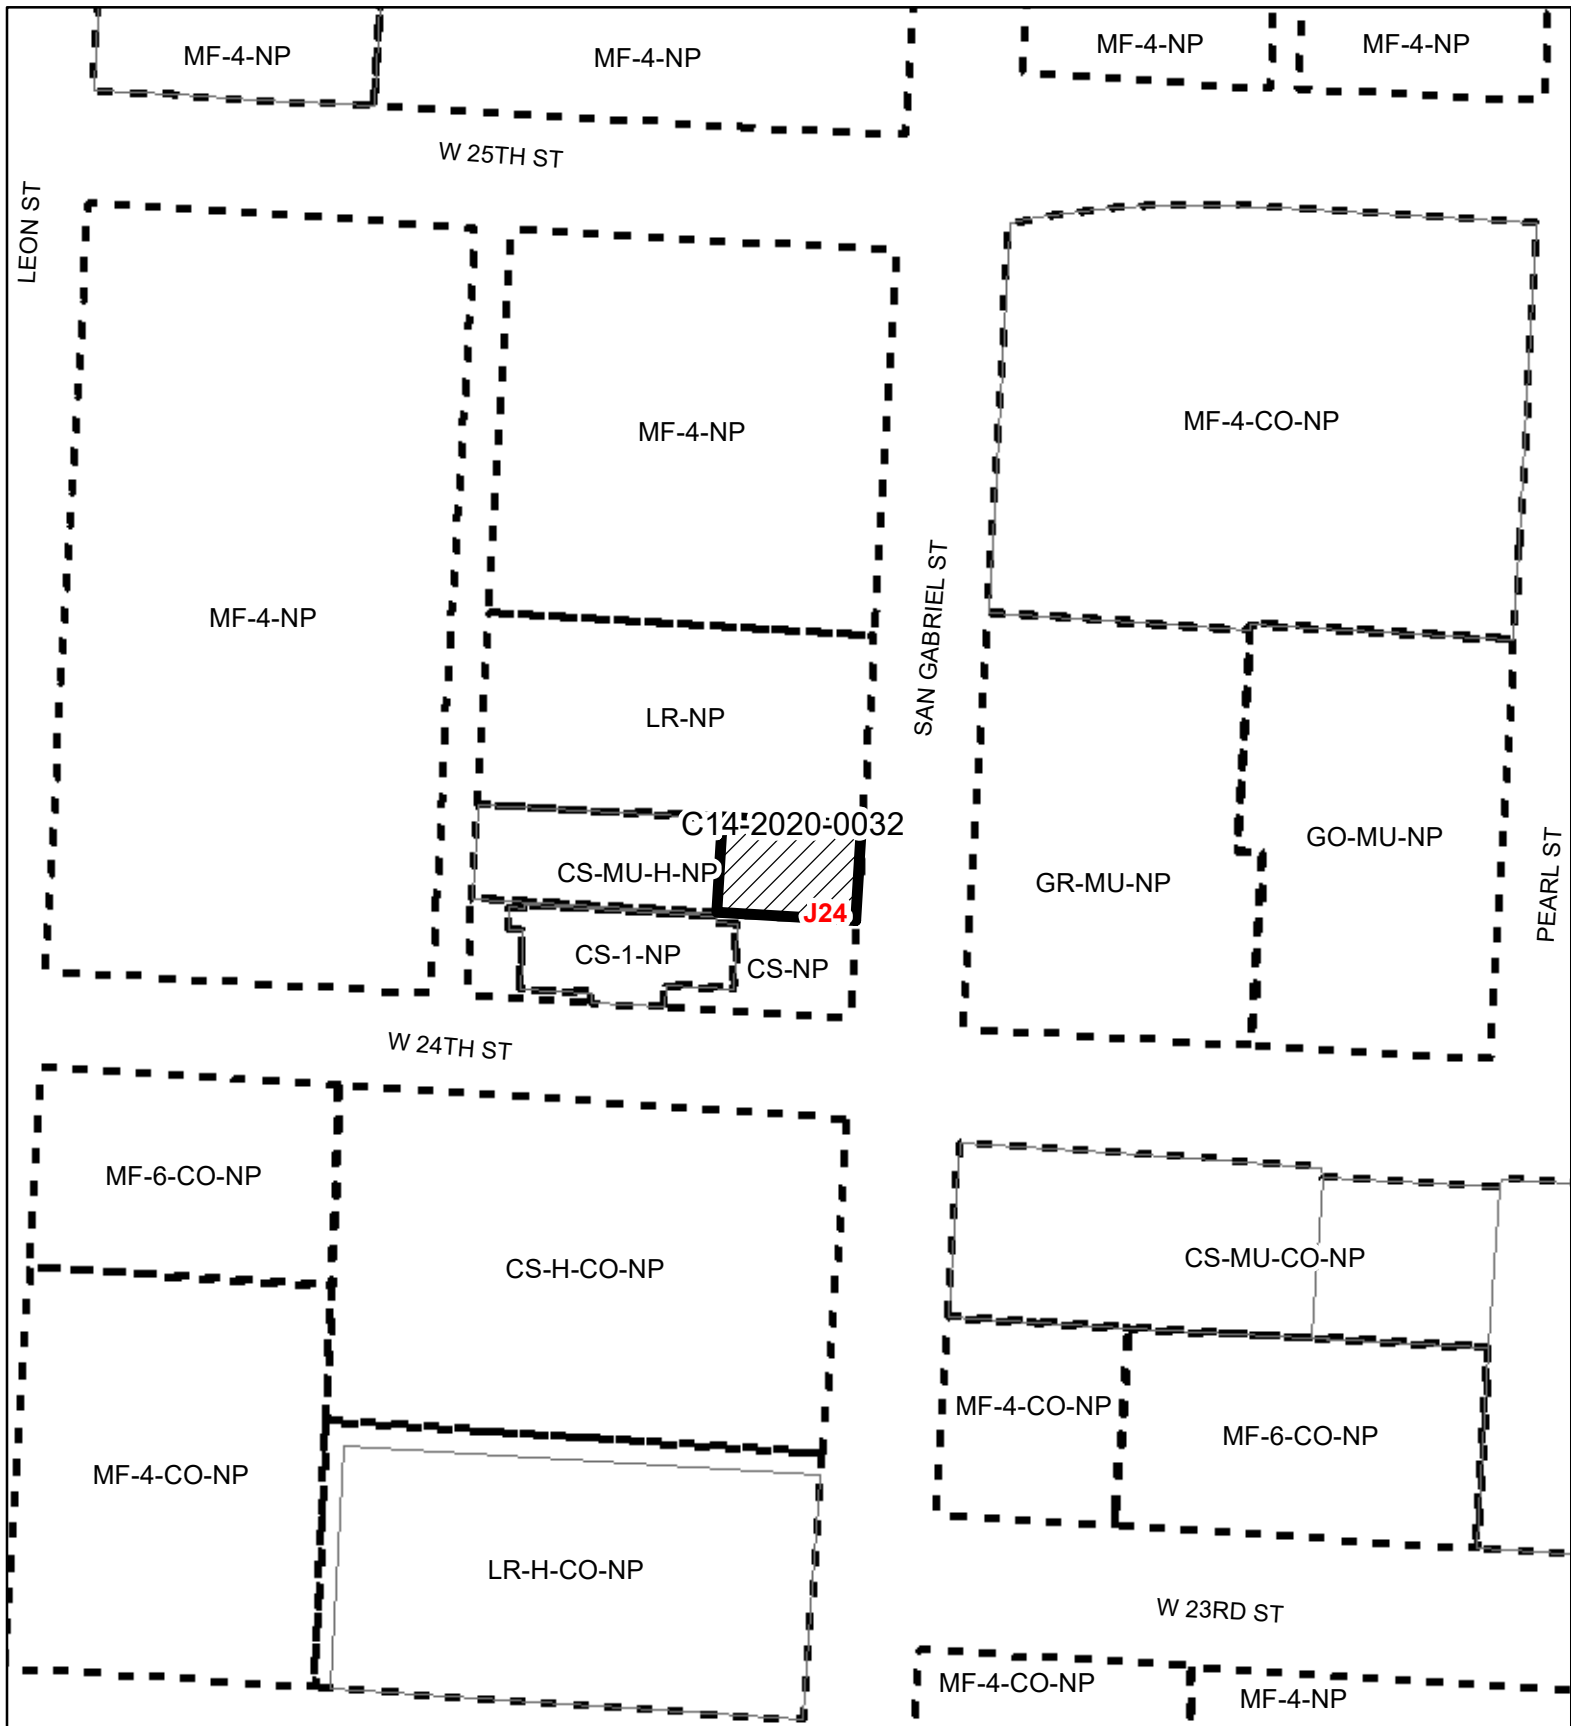 MF-4-NP
MF-4-NP
MF-4-NP
MF-4-NP
W 25TH ST
LEON ST
MF-4-NP
MF-4-CO-NP
MF-4-NP
SAN GABRIEL ST
LR-NP
C14-2020-0032
GO-MU-NP
CS-MU-H-NP
GR-MU-NP
PEARL ST
J24
CS-1-NP
CS-NP
W 24TH ST
MF-6-CO-NP
CS-H-CO-NP
CS-MU-CO-NP
MF-4-CO-NP
MF-6-CO-NP
MF-4-CO-NP
LR-H-CO-NP
W 23RD ST
MF-4-CO-NP
MF-4-NP